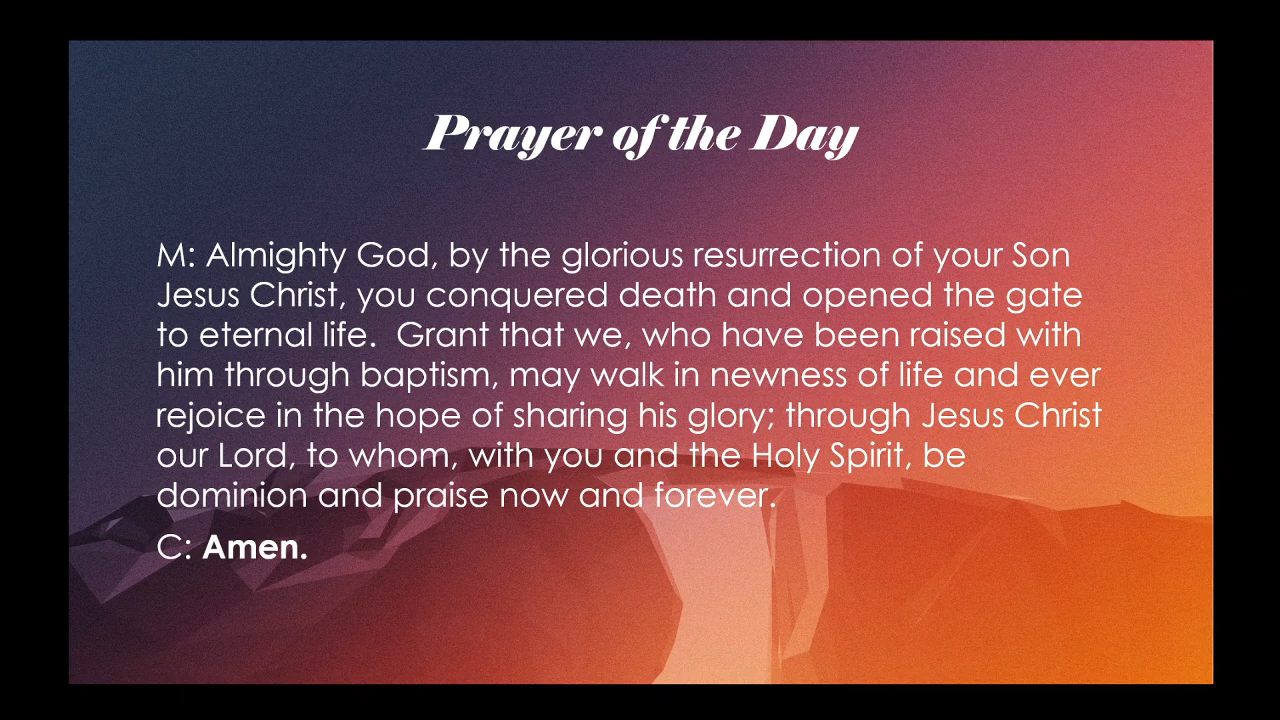 Prayer of the Day
M: Almighty God, by the glorious resurrection of your Son
Jesus Christ, you conquered death and opened the gate
to eternal life.  Grant that we, who have been raised with
him through baptism, may walk in newness of life and ever
rejoice in the hope of sharing his glory; through Jesus Christ
our Lord, to whom, with you and the Holy Spirit, be
dominion and praise now and forever.
C: Amen.